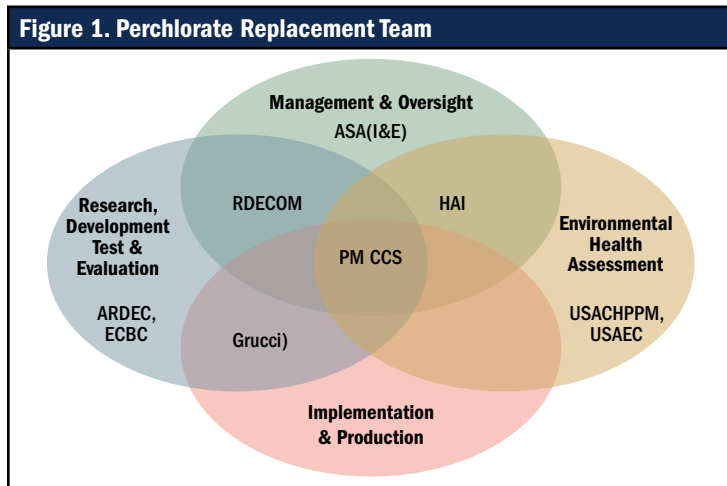 Figure 1. Perchlorate Replacement Team
Management & Oversight
ASA(I&E)
Research,
Development
Test &
Evaluation
RDECOM
HAI
Environmental
Health
Assessment
PM CCS
ARDEC,
ECBC
USACHPPM,
USAEC
Grucci)
Implementation
& Production